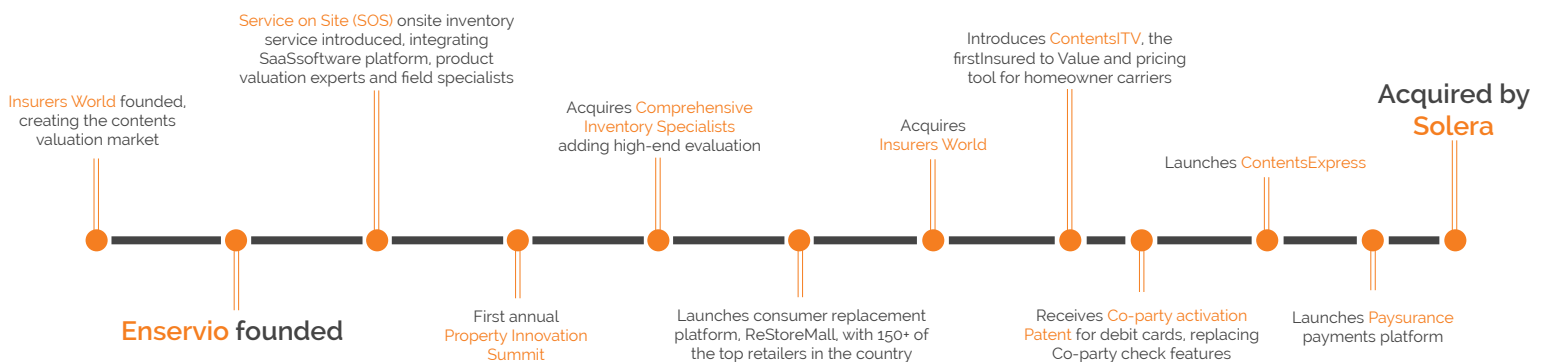 Insurers World founded,
creating the contents
valuation market
Enservio founded
Service on Site (SOS) onsite inventory
service introduced, integrating
SaaSsoftware platform, product
valuation experts and field specialists
First annual
Property Innovation
Summit
Acquires Comprehensive
Inventory Specialists
adding high-end evaluation
Launches consumer replacement
platform, ReStoreMall, with 150+ of
the top retailers in the country
Acquires
Insurers World
Introduces ContentsITV, the
firstInsured to Value and pricing
tool for homeowner carriers
Receives Co-party activation
Patent for debit cards, replacing
Co-party check features
Launches ContentsExpress
Launches Paysurance
payments platform
Acquired by
Solera